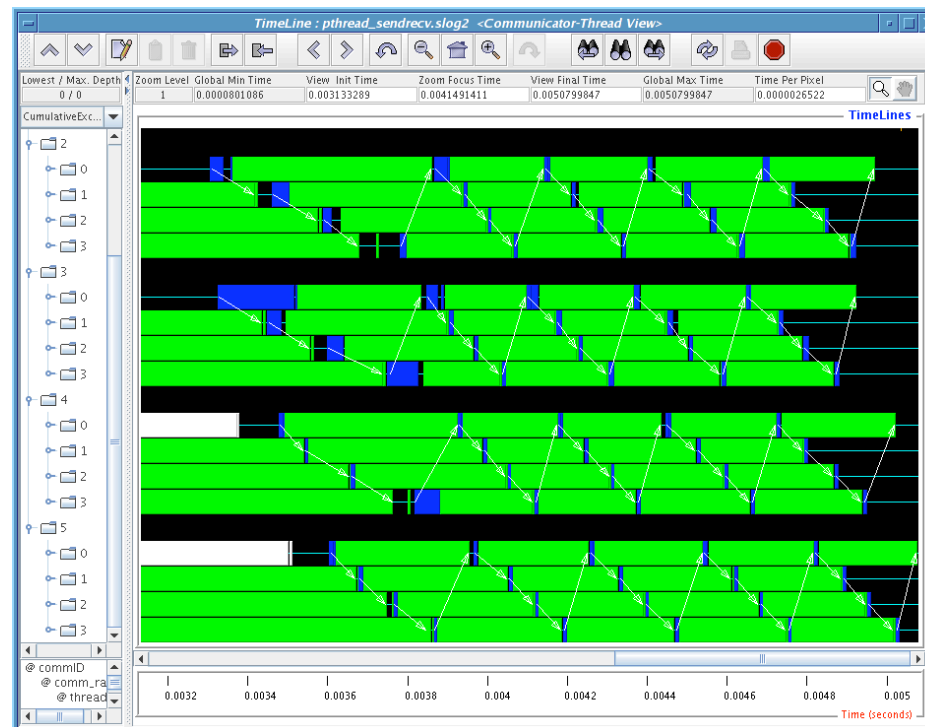 TimeLine : pthread_sendrecv.slog2 <Communicator-Thread View>
Lowest / Max. Depth Zoom Level Global Min Time View Init Time Zoom Focus Time View Final Time Global Max Time Time Per Pixel
0 / 0 1 0.0000801086 0.003133289 0.0041491411 0.0050799847 0.0050799847 0.0000026522
CumulativeExc...
TimeLines
2
0
1
2
3
3
0
1
2
3
4
0
1
2
3
5
0
1
2
3
@ commID
@ comm_ra
@ thread
0.0032 0.0034 0.0036 0.0038 0.004 0.0042 0.0044 0.0046 0.0048 0.005
Time (seconds)